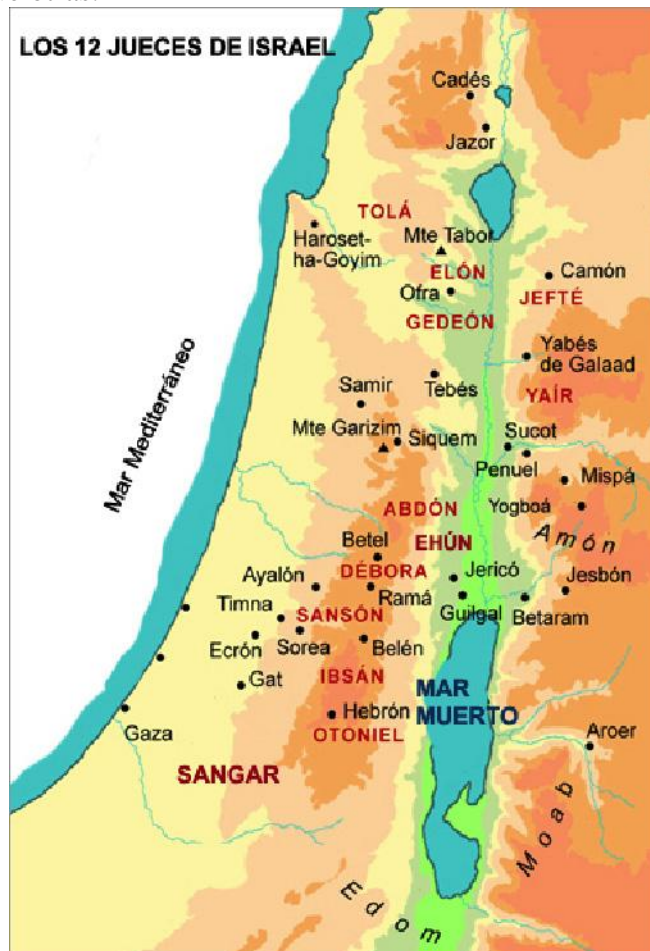 LOS 12 JUECES DE ISRAEL
Cadés
Jazor
TOLÁ
Haroset-
ha-Goyim
Mte Tabor
ELÓN
Camón
Ofra
JEFTÉ
GEDEÓN
Mar Mediterráneo
Yabés
de Galaad
Tebés
Samir
YAÍR
Mte Garizim
Siquem
Sucot
Penuel
Mispá
ABDÓN
Yogboá
Amón
Betel
EHÚN
Ayalón
DÉBORA
Jericó
Jesbón
Timna
SANSÓN
Ramá
Guilgal
Betaram
Ecrón
Sorea
Belén
Gat
IBSÁN
MAR
MUERTO
Gaza
Hebrón
OTONIEL
Aroer
SANGAR
Moab
Edom